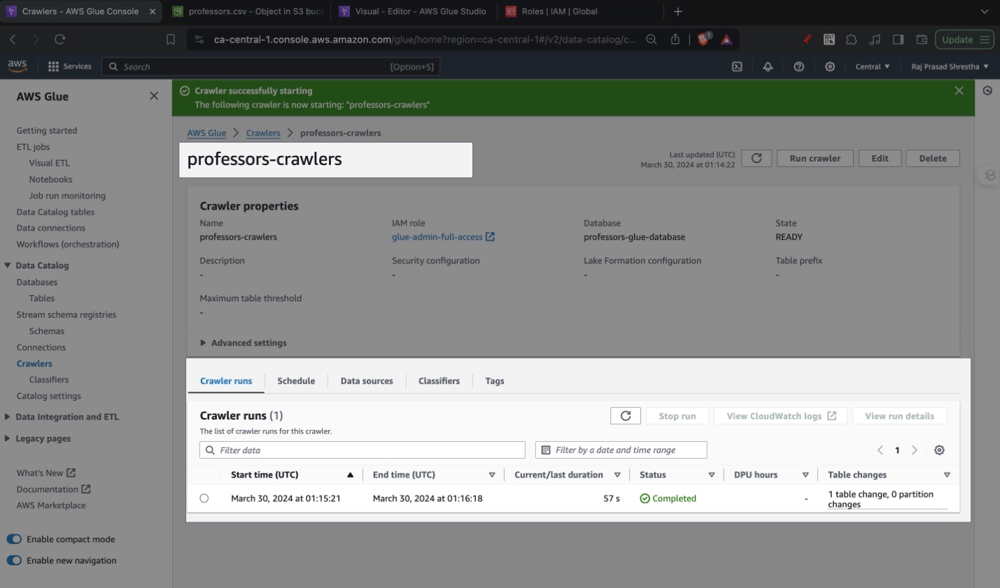 Crawlers - AWS Glue Console
professors.csv - Object in S3 buc
Visual - Editor - AWS Glue Studio
Roles | IAM | Global
ca-central-1.console.aws.amazon.com/glue/home?region=ca-central-1#/v2/data-catalog/c...
1
Update
aws
Services
Search
[Option+S]
Central
Raj Prasad Shrestha
AWS Glue
Getting started
ETL jobs
Visual ETL
Notebooks
Job run monitoring
Data Catalog tables
Data connections
Workflows (orchestration)
Data Catalog
Databases
Tables
Stream schema registries
Schemas
Connections
Crawlers
Classifiers
Catalog settings
Data Integration and ETL
Legacy pages
What's New
Documentation
AWS Marketplace
Enable compact mode
Enable new navigation
Crawler successfully starting
The following crawler is now starting: "professors-crawlers"
AWS Glue
Crawlers
professors-crawlers
professors-crawlers
Last updated (UTC)
March 30, 2024 at 01:14:22
Run crawler
Edit
Delete
Crawler properties
Name
professors-crawlers
IAM role
glue-admin-full-access
Database
professors-glue-database
State
READY
Description
-
Security configuration
-
Lake Formation configuration
-
Table prefix
-
Maximum table threshold
-
Advanced settings
Crawler runs
Schedule
Data sources
Classifiers
Tags
Crawler runs (1)
The list of crawler runs for this crawler.
Stop run
View CloudWatch logs
View run details
Filter data
Filter by a date and time range
1
Start time (UTC)
End time (UTC)
Current/last duration
Status
DPU hours
Table changes
March 30, 2024 at 01:15:21
March 30, 2024 at 01:16:18
57 s
Completed
-
1 table change, 0 partition
changes